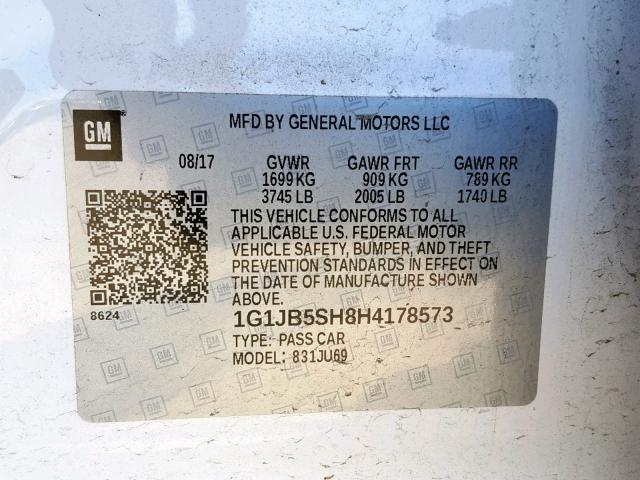 GM
MFD BY GENERAL MOTORS LLC
08/17 GVWR GAWR FRT GAWR RR
1699 KG 909 KG 789 KG
3745 LB 2005 LB 1740 LB
THIS VEHICLE CONFORMS TO ALL
APPLICABLE U.S. FEDERAL MOTOR
VEHICLE SAFETY, BUMPER, AND THEFT
PREVENTION STANDARDS IN EFFECT ON
THE DATE OF MANUFACTURE SHOWN
ABOVE.
8624
1G1JB5SH8H4178573
TYPE: PASS CAR
MODEL: 831JU69